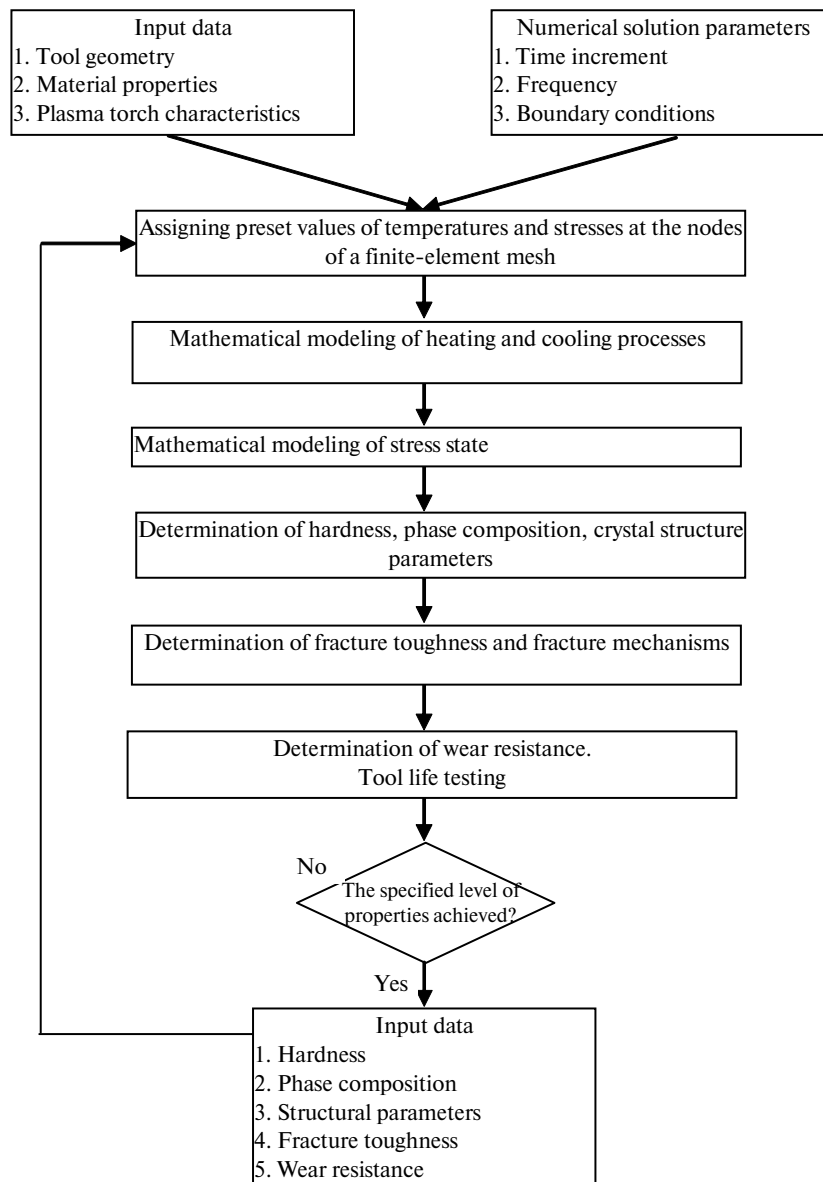 Input data
1. Tool geometry
2. Material properties
3. Plasma torch characteristics
Numerical solution parameters
1. Time increment
2. Frequency
3. Boundary conditions
Assigning preset values of temperatures and stresses at the nodes
of a finite-element mesh
Mathematical modeling of heating and cooling processes
Mathematical modeling of stress state
Determination of hardness, phase composition, crystal structure
parameters
Determination of fracture toughness and fracture mechanisms
Determination of wear resistance.
Tool life testing
No
The specified level of
properties achieved?
Yes
Input data
1. Hardness
2. Phase composition
3. Structural parameters
4. Fracture toughness
5. Wear resistance